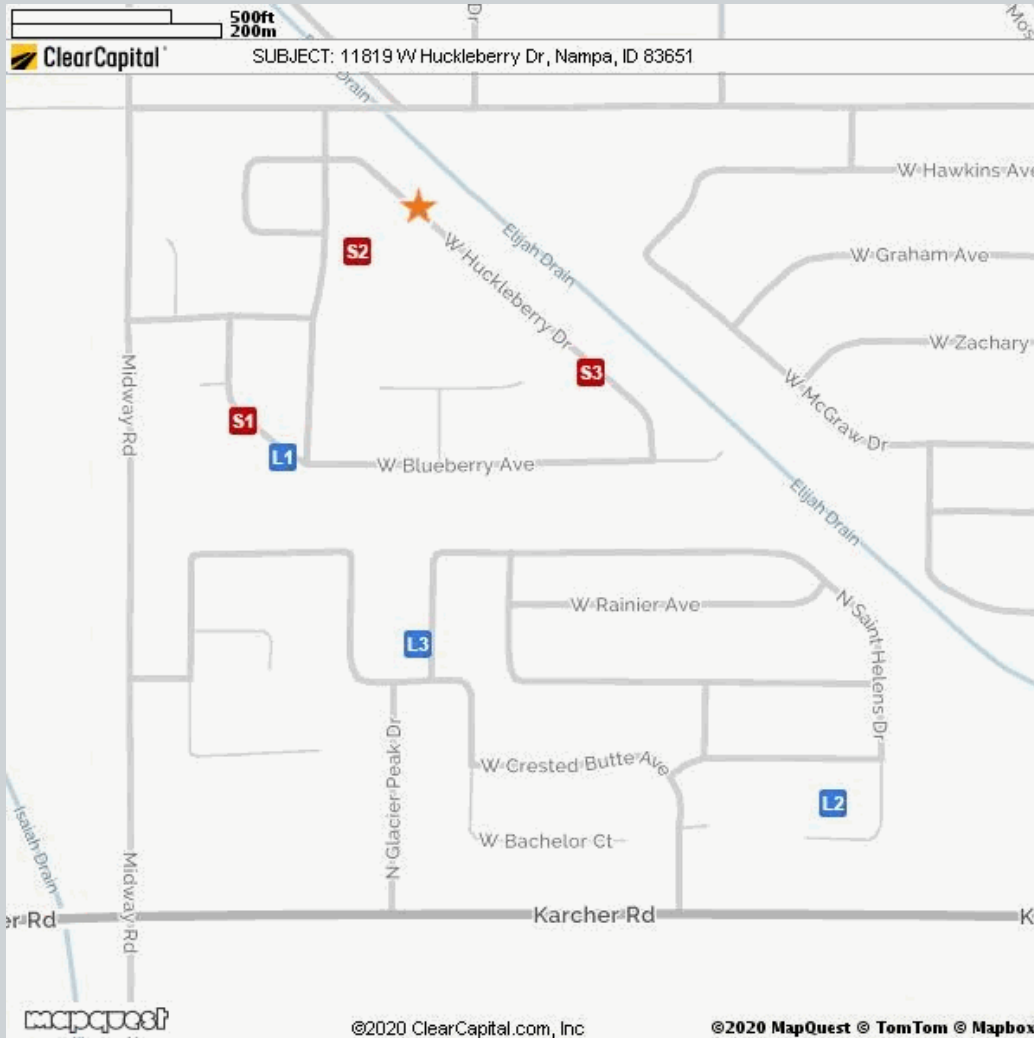 500ft
200m
ClearCapital
SUBJECT: 11819 W Huckleberry Dr, Nampa, ID 83651
Dr
Mos
Drain
W Hawkins Ave
S2
Elijah Drain
W Huckleberry Dr
W Graham Ave
W Zachary
Midway Rd
S3
W McGraw Dr
S1
L1
W Blueberry Ave
Elijah Drain
W Rainier Ave
N Saint Helens Dr
L3
N Glacier Peak Dr
W Crested Butte Ave
L2
W Bachelor Ct
Isaiah Drain
Midway Rd
er Rd
Karcher Rd
K
mapquest
©2020 ClearCapital.com, Inc
©2020 MapQuest © TomTom © Mapbox